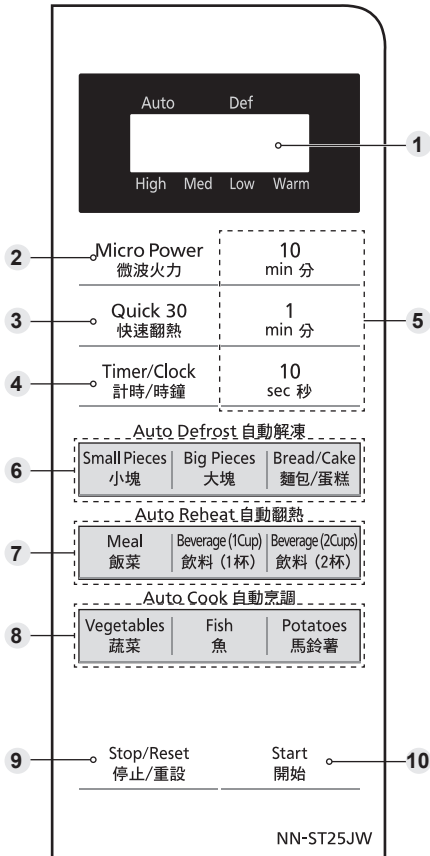 Auto Def
1
High Med Low Warm
2 Micro Power 10
微波火力 min 分
3 Quick 30 1 5
快速翻熱 min 分
4 Timer/Clock 10
計時/時鐘 sec 秒
Auto Defrost 自動解凍
6 Small Pieces Big Pieces Bread/Cake
小塊 大塊 麵包/蛋糕
Auto Reheat 自動翻熱
7 Meal Beverage (1Cup) Beverage (2Cups)
飯菜 飲料 (1杯) 飲料 (2杯)
Auto Cook 自動烹調
8 Vegetables Fish Potatoes
蔬菜 魚 馬鈴薯
9 Stop/Reset Start 10
停止/重設 開始
NN-ST25JW